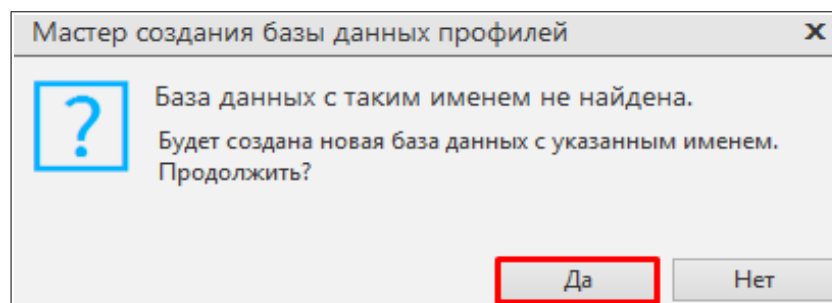 Мастер создания базы данных профилей
База данных с таким именем не найдена.
Будет создана новая база данных с указанным именем.
Продолжить?
Да
Нет